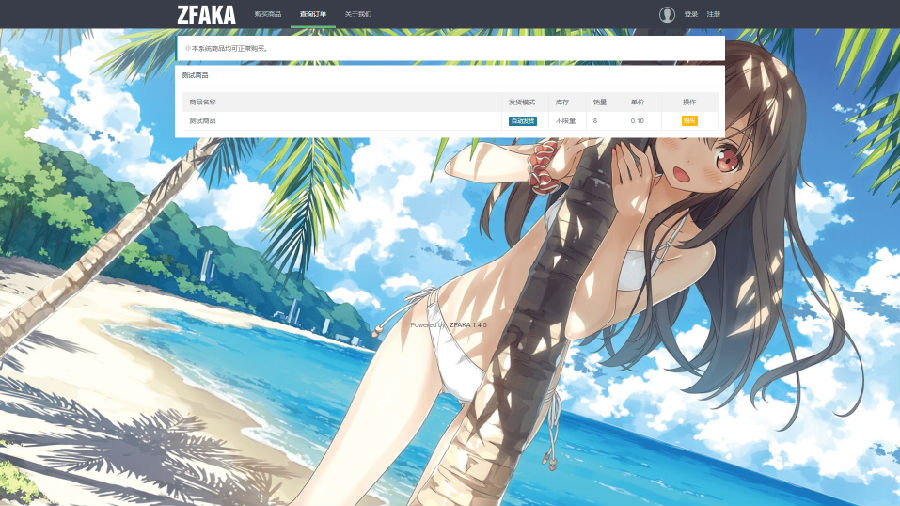 ZFAKA 购买商品 查询订单 关于我们 登录 注册
本系统商品均可正常购买。
测试商品
商品名称 发货模式 库存 销量 单价 操作
测试商品 自动发货 不限量 8 0.10 购买
Powered by ZFAKA 1.4.0